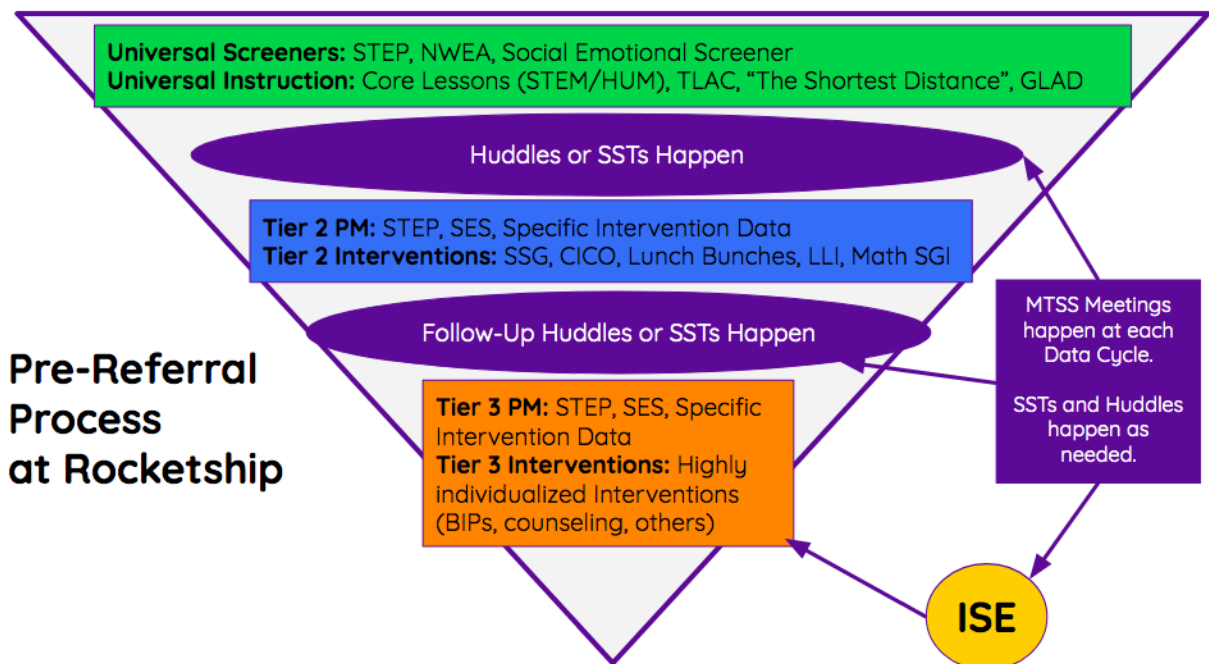 Universal Screeners: STEP, NWEA, Social Emotional Screener
Universal Instruction: Core Lessons (STEM/HUM), TLAC, “The Shortest Distance”, GLAD
Huddles or SSTs Happen
Tier 2 PM: STEP, SES, Specific Intervention Data
Tier 2 Interventions: SSG, CICO, Lunch Bunches, LLI, Math SGI
Follow-Up Huddles or SSTs Happen
MTSS Meetings
happen at each
Data Cycle.
SSTs and Huddles
happen as
needed.
Pre-Referral
Process
at Rocketship
Tier 3 PM: STEP, SES, Specific
Intervention Data
Tier 3 Interventions: Highly
individualized Interventions
(BIPs, counseling, others)
ISE